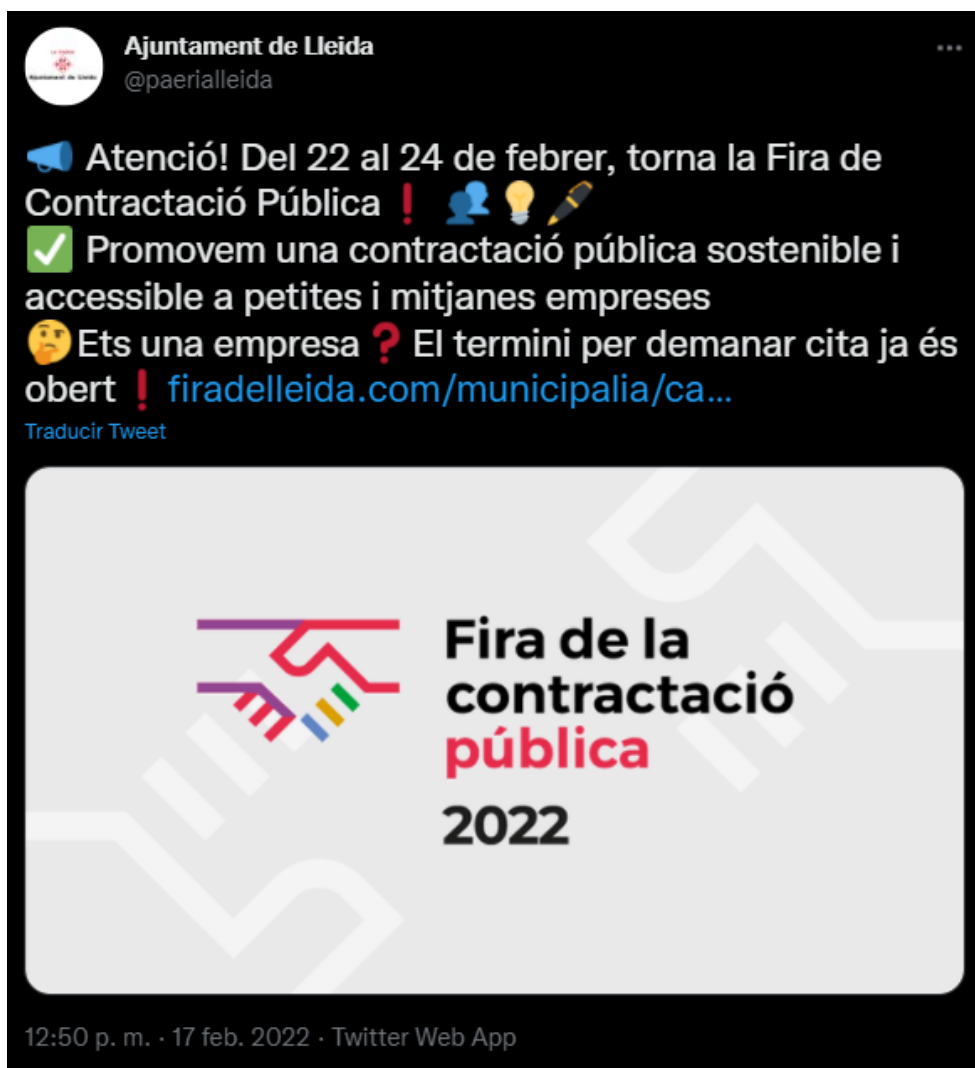 Ajuntament de Lleida
@paerialleida
📣 Atenció! Del 22 al 24 de febrer, torna la Fira de
Contractació Pública❗ 👥💡🖋️
✅ Promovem una contractació pública sostenible i
accessible a petites i mitjanes empreses
🤔Ets una empresa❓ El termini per demanar cita ja és
obert❗ firadelleida.com/municipalia/ca...
Traducir Tweet
Fira de la
contractació
pública
2022
12:50 p. m. · 17 feb. 2022 · Twitter Web App